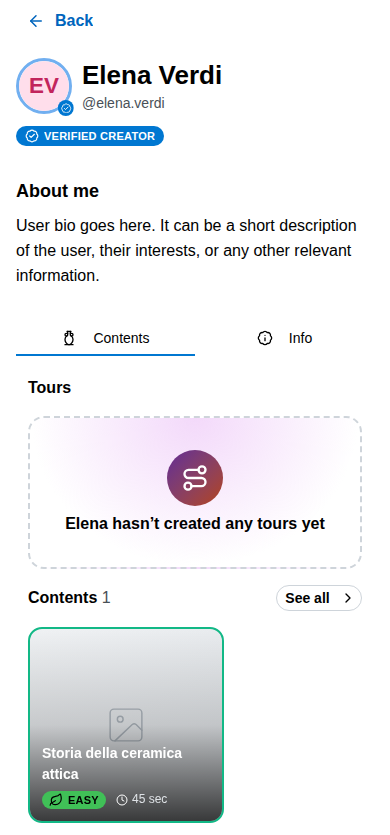 Back
EV
Elena Verdi
@elena.verdi
VERIFIED CREATOR
About me
User bio goes here. It can be a short description
of the user, their interests, or any other relevant
information.
Contents
Info
Tours
Elena hasn’t created any tours yet
Contents 1
See all
Storia della ceramica
attica
EASY
45 sec